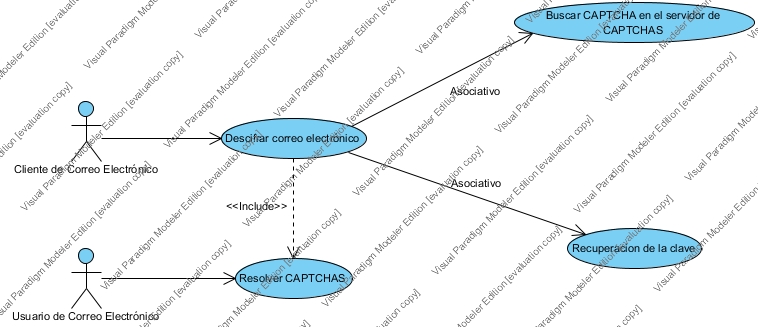 Buscar CAPTCHA en el servidor de
CAPTCHAS
Asociativo
Descifrar correo electrónico
Cliente de Correo Electrónico
Asociativo
<<Include>>
Recuperacion de la clave
Resolver CAPTCHAS
Usuario de Correo Electrónico
Visual Paradigm Modeler Edition [evaluation copy]